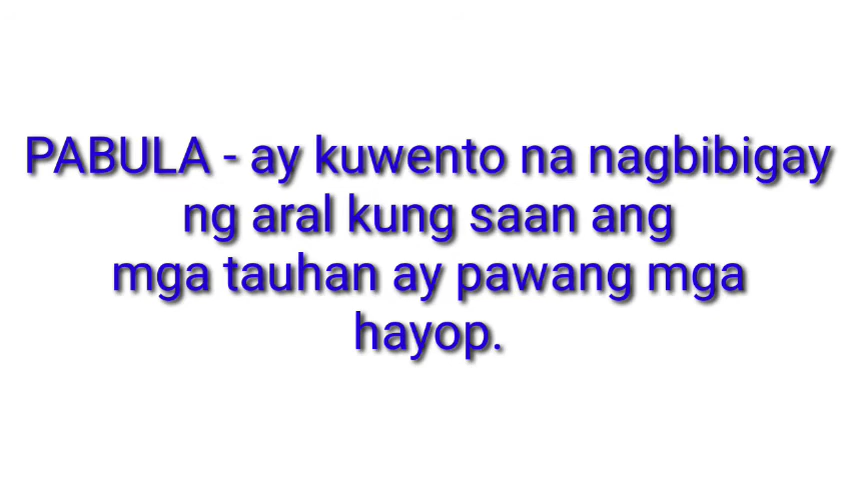 PABULA - ay kuwento na nagbibigay
ng aral kung saan ang
mga tauhan ay pawang mga
hayop.